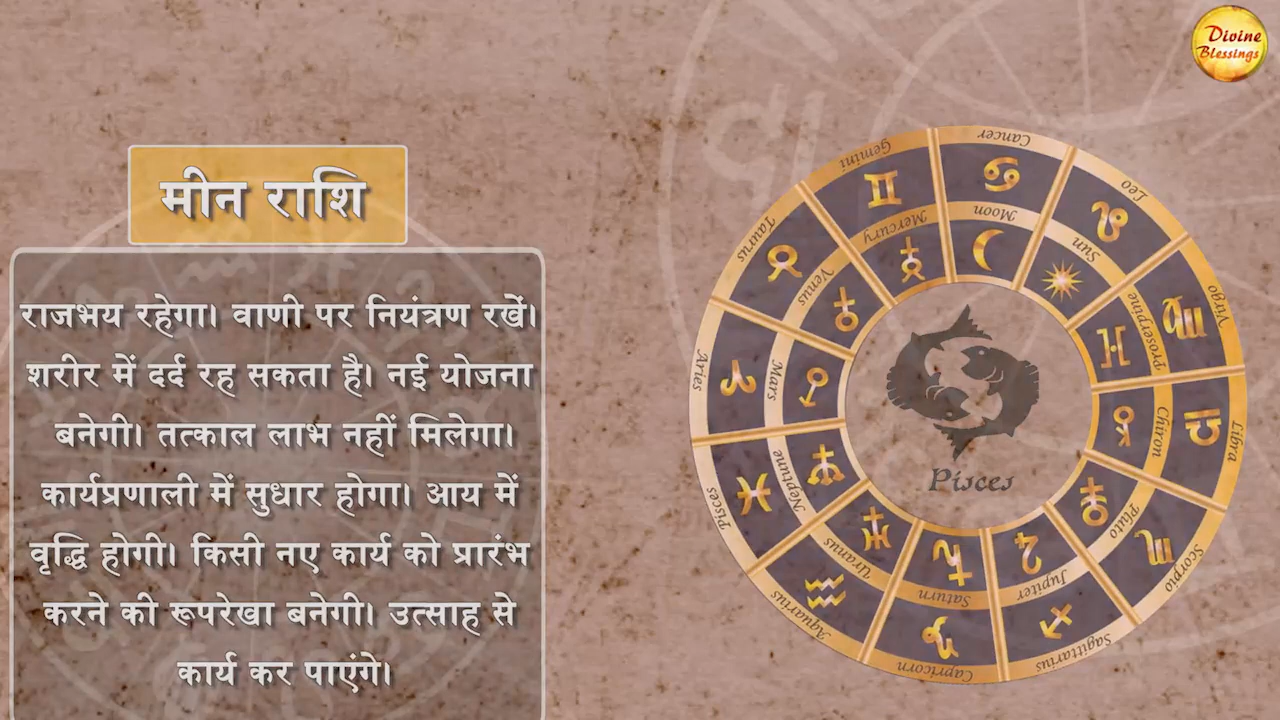 Divine
Blessings
मीन राशि
राजभय रहेगा। वाणी पर नियंत्रण रखें।
शरीर में दर्द रह सकता है। नई योजना
बनेगी। तत्काल लाभ नहीं मिलेगा।
कार्यप्रणाली में सुधार होगा। आय में
वृद्धि होगी। किसी नए कार्य को प्रारंभ
करने की रूपरेखा बनेगी। उत्साह से
कार्य कर पाएंगे।
Cancer
Leo
Virgo
Libra
Scorpio
Sagittarius
Capricorn
Aquarius
Pisces
Aries
Taurus
Gemini
Moon
Sun
Proserpine
Chiron
Pluto
Jupiter
Saturn
Uranus
Neptune
Mars
Venus
Mercury
Pisces